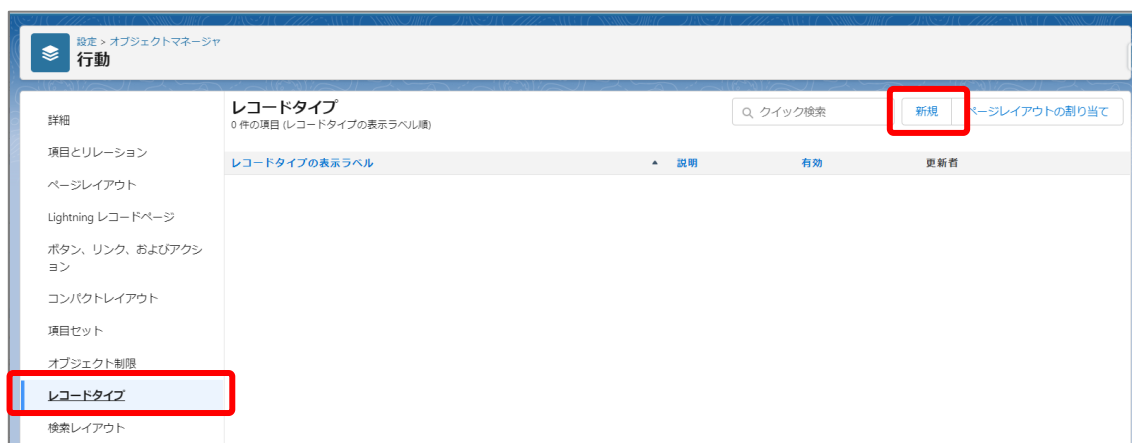 設定 > オブジェクトマネージャ
行動
詳細
項目とリレーション
ページレイアウト
Lightning レコードページ
ボタン、リンク、およびアクシ
ョン
コンパクトレイアウト
項目セット
オブジェクト制限
レコードタイプ
検索レイアウト
レコードタイプ
0 件の項目 (レコードタイプの表示ラベル順)
クイック検索
新規
ページレイアウトの割り当て
レコードタイプの表示ラベル ▲ 説明 有効 更新者